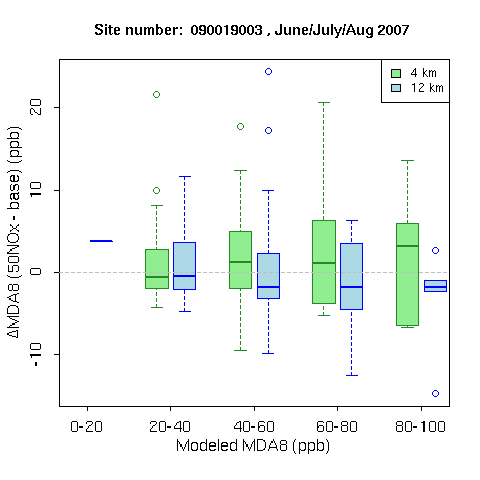 Site number: 090019003 , June/July/Aug 2007
4 km
12 km
ΔMDA8 (50NOx - base) (ppb)
20
10
0
-10
0-20 20-40 40-60 60-80 80-100
Modeled MDA8 (ppb)